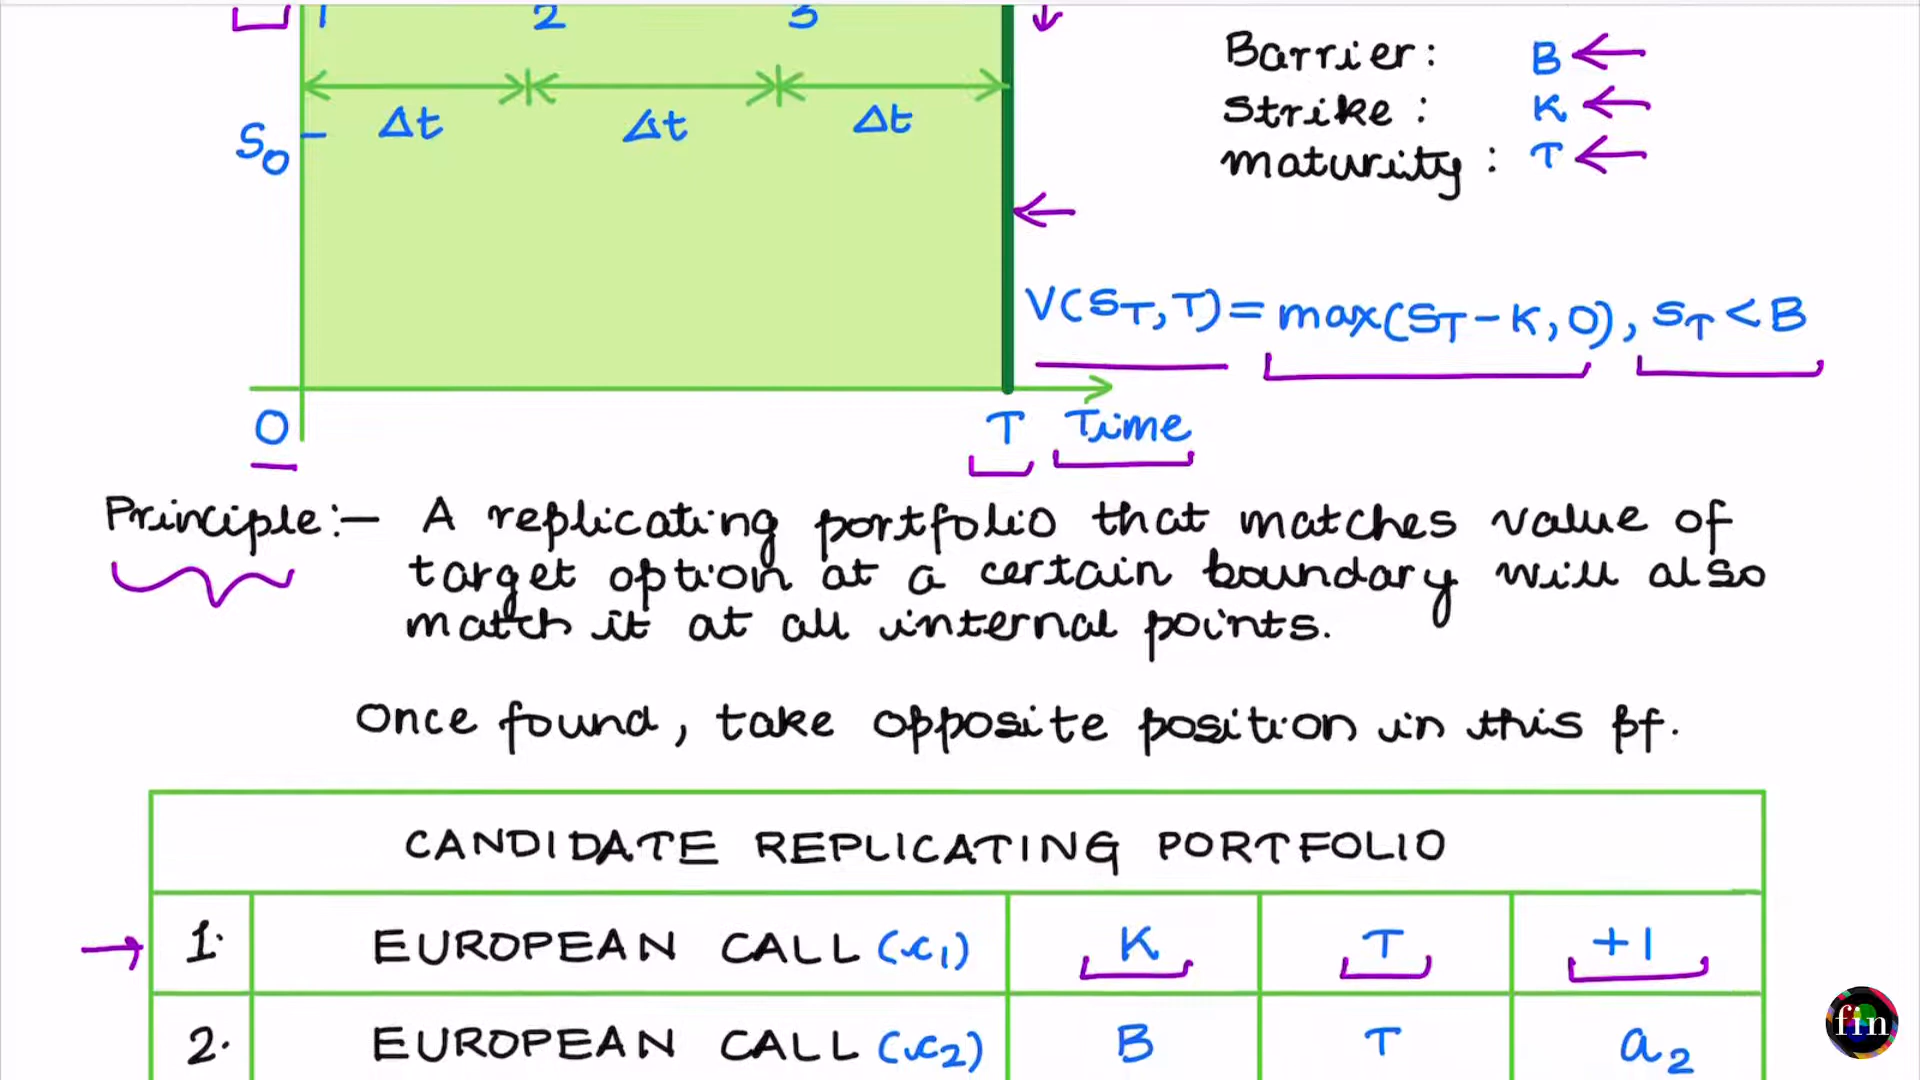 1 2 3
Barrier: B
Δt Δt Δt
Strike: K
S0
maturity: T
V(ST, T) = max(ST - K, 0), ST < B
0 T Time
Principle:- A replicating portfolio that matches value of
target option at a certain boundary will also
match it at all internal points.
Once found, take opposite position in this pf.
CANDIDATE REPLICATING PORTFOLIO
1. EUROPEAN CALL (c1) K T +1
2. EUROPEAN CALL (c2) B T a2
fin